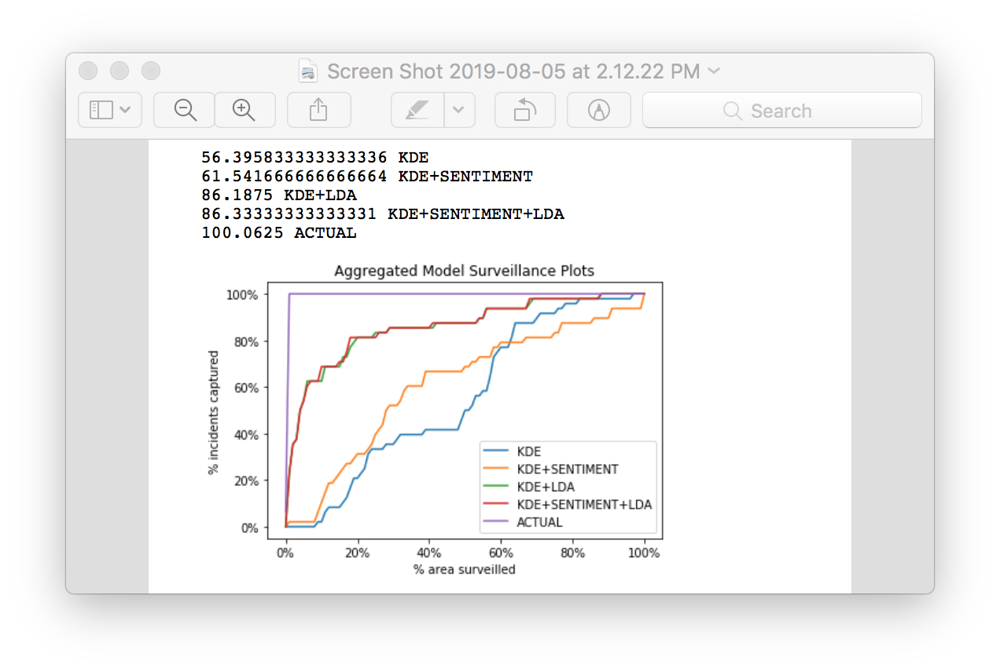 Screen Shot 2019-08-05 at 2.12.22 PM
Search
56.395833333333336 KDE
61.541666666666664 KDE+SENTIMENT
86.1875 KDE+LDA
86.33333333333331 KDE+SENTIMENT+LDA
100.0625 ACTUAL
Aggregated Model Surveillance Plots
100%
80%
60%
40%
20%
0%
% incidents captured
KDE
KDE+SENTIMENT
KDE+LDA
KDE+SENTIMENT+LDA
ACTUAL
0% 20% 40% 60% 80% 100%
% area surveilled